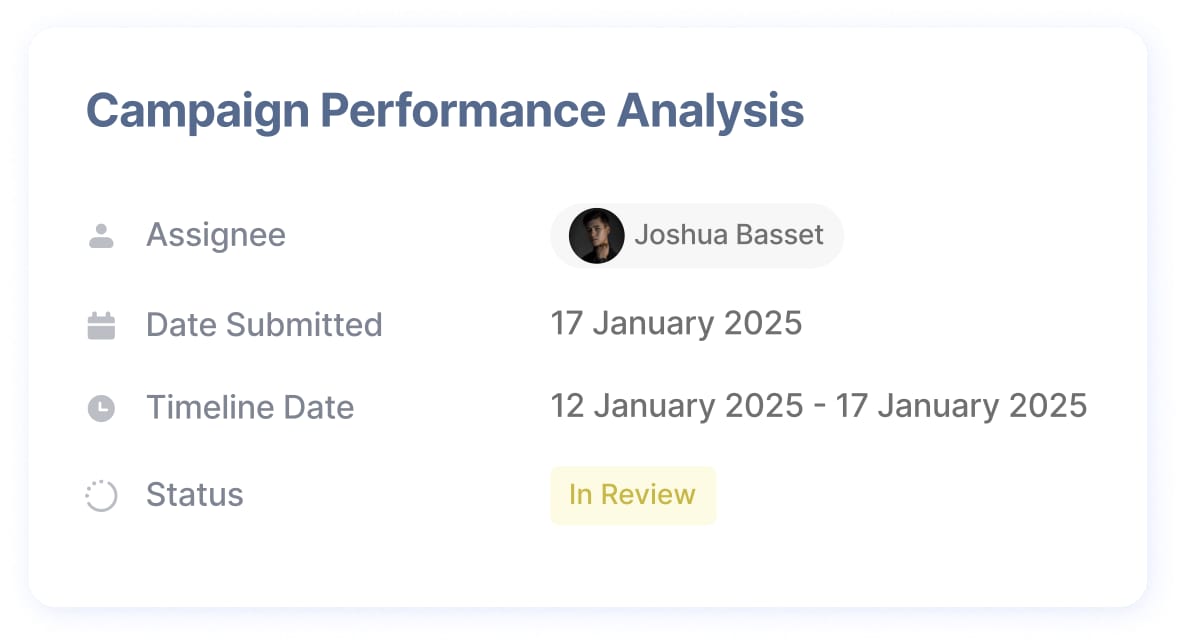 Campaign Performance Analysis
Assignee Joshua Basset
Date Submitted 17 January 2025
Timeline Date 12 January 2025 - 17 January 2025
Status In Review